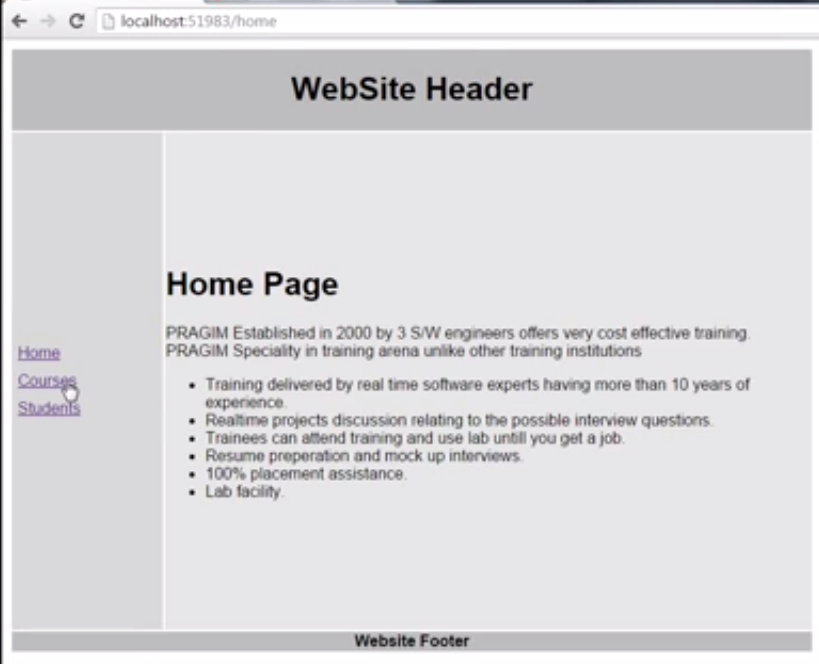 localhost:51983/home
WebSite Header
Home
Courses
Students
Home Page
PRAGIM Established in 2000 by 3 S/W engineers offers very cost effective training.
PRAGIM Speciality in training arena unlike other training institutions
• Training delivered by real time software experts having more than 10 years of
experience.
• Realtime projects discussion relating to the possible interview questions.
• Trainees can attend training and use lab untill you get a job.
• Resume preperation and mock up interviews.
• 100% placement assistance.
• Lab facility.
Website Footer